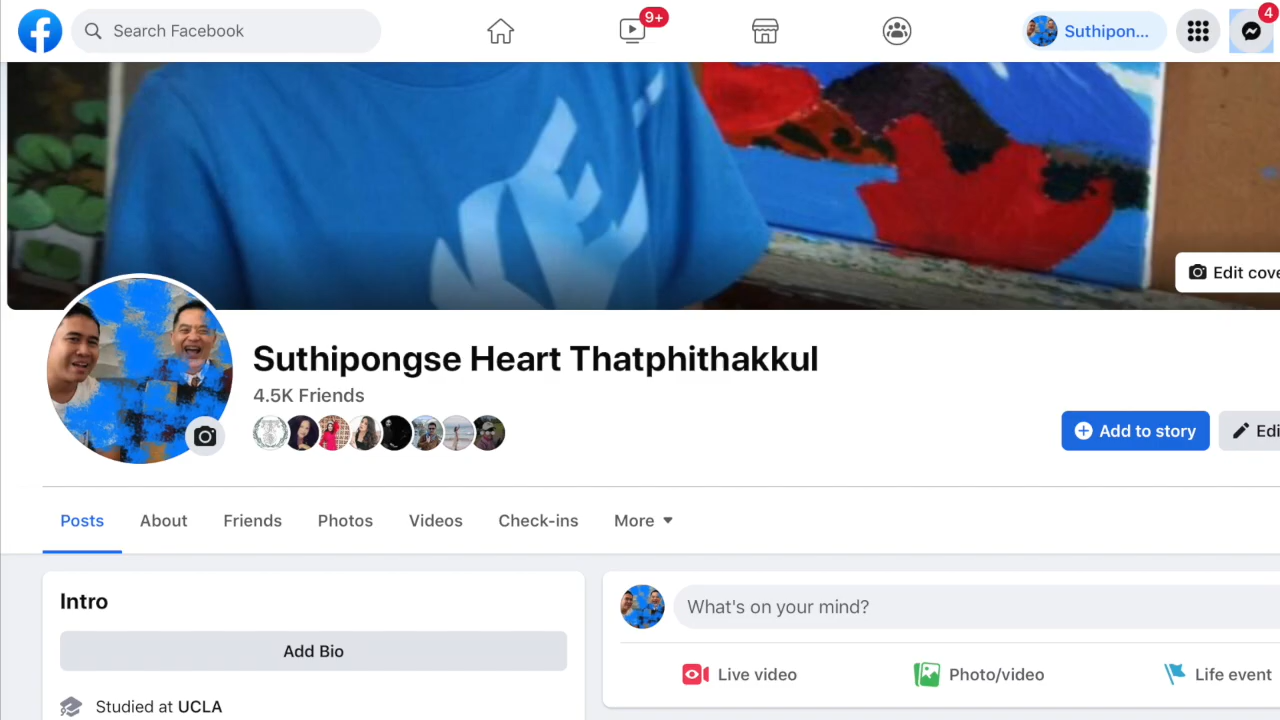 Search Facebook
9+
Suthipon...
4
Edit cove
Suthipongse Heart Thatphithakkul
4.5K Friends
Add to story
Edi
Posts
About
Friends
Photos
Videos
Check-ins
More
Intro
Add Bio
Studied at UCLA
What's on your mind?
Live video
Photo/video
Life event